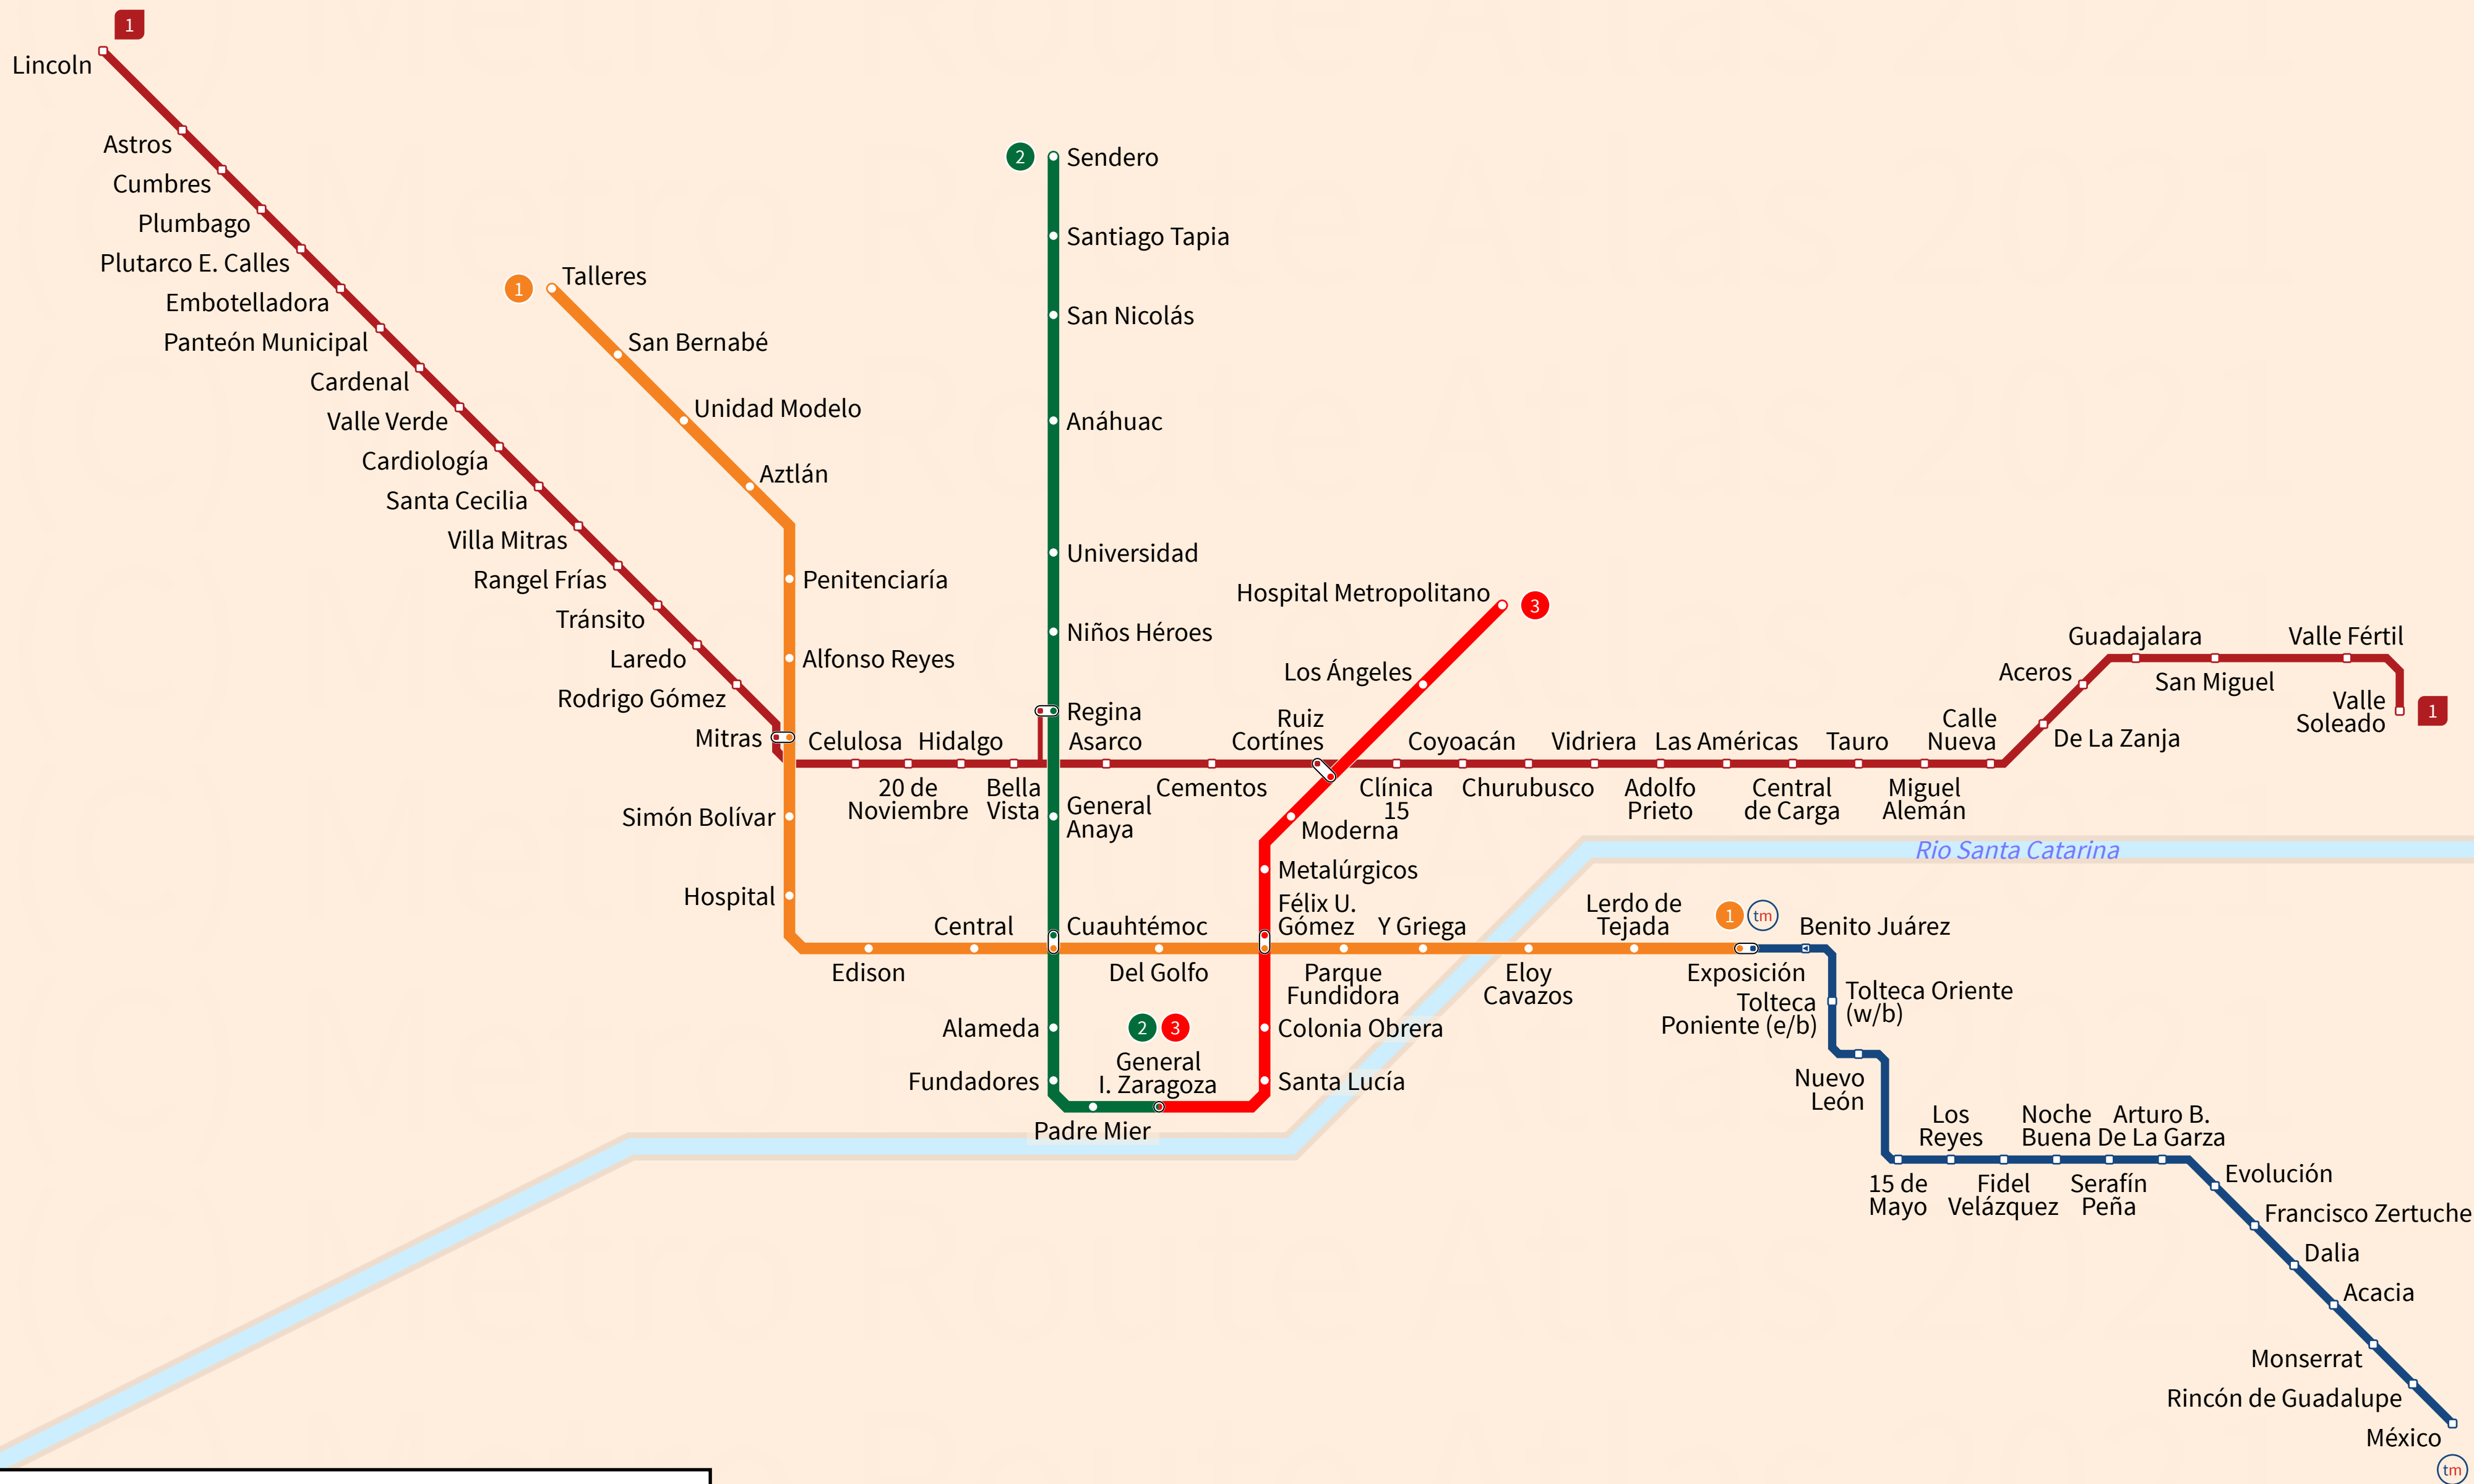 1
Lincoln
Astros
Cumbres
Plumbago
Plutarco E. Calles
Embotelladora
Panteón Municipal
Cardenal
Valle Verde
Cardiología
Santa Cecilia
Villa Mitras
Rangel Frías
Tránsito
Laredo
Rodrigo Gómez
Mitras
1
Talleres
San Bernabé
Unidad Modelo
Aztlán
Penitenciaría
Alfonso Reyes
Simón Bolívar
Hospital
Edison
Central
2
Sendero
Santiago Tapia
San Nicolás
Anáhuac
Universidad
Niños Héroes
Regina
General
Anaya
Cuauhtémoc
Alameda
Fundadores
Padre Mier
2
3
General
I. Zaragoza
Celulosa
20 de
Noviembre
Hidalgo
Bella
Vista
Asarco
Cementos
Ruiz
Cortínes
Clínica
15
Coyoacán
Churubusco
Vidriera
Adolfo
Prieto
Las Américas
Central
de Carga
Tauro
Miguel
Alemán
Calle
Nueva
De La Zanja
Aceros
Guadajalara
San Miguel
Valle Fértil
Valle
Soleado
1
Hospital Metropolitano
3
Los Ángeles
Moderna
Metalúrgicos
Félix U.
Gómez
Colonia Obrera
Santa Lucía
Del Golfo
Parque
Fundidora
Y Griega
Eloy
Cavazos
Lerdo de
Tejada
Exposición
1
tm
Rio Santa Catarina
Benito Juárez
Tolteca
Poniente (e/b)
Tolteca Oriente
(w/b)
Nuevo
León
15 de
Mayo
Los
Reyes
Fidel
Velázquez
Noche
Buena
Serafín
Peña
Arturo B.
De La Garza
Evolución
Francisco Zertuche
Dalia
Acacia
Monserrat
Rincón de Guadalupe
México
tm